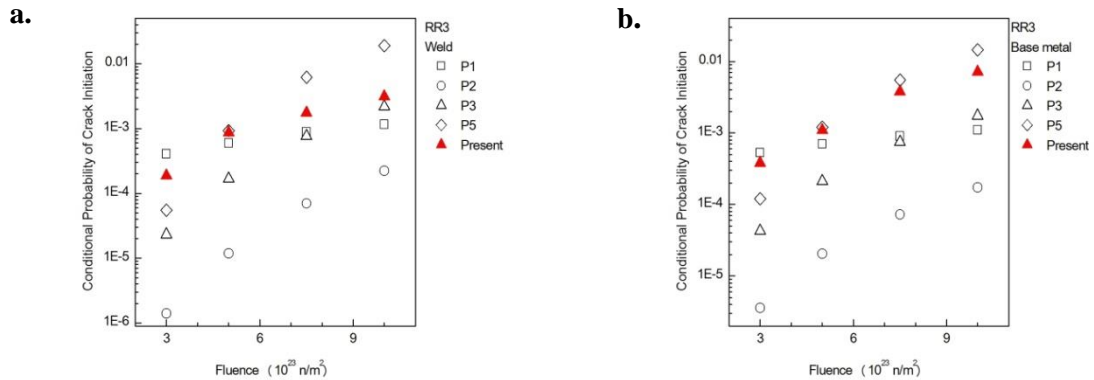 a.
RR3
Weld
P1
P2
P3
P5
Present
Conditional Probability of Crack Initiation
0.01
1E-3
1E-4
1E-5
1E-6
3
6
9
Fluence ( 10²³ n/m²)
b.
RR3
Base metal
P1
P2
P3
P5
Present
Conditional Probability of Crack Initiation
0.01
1E-3
1E-4
1E-5
3
6
9
Fluence ( 10²³ n/m²)